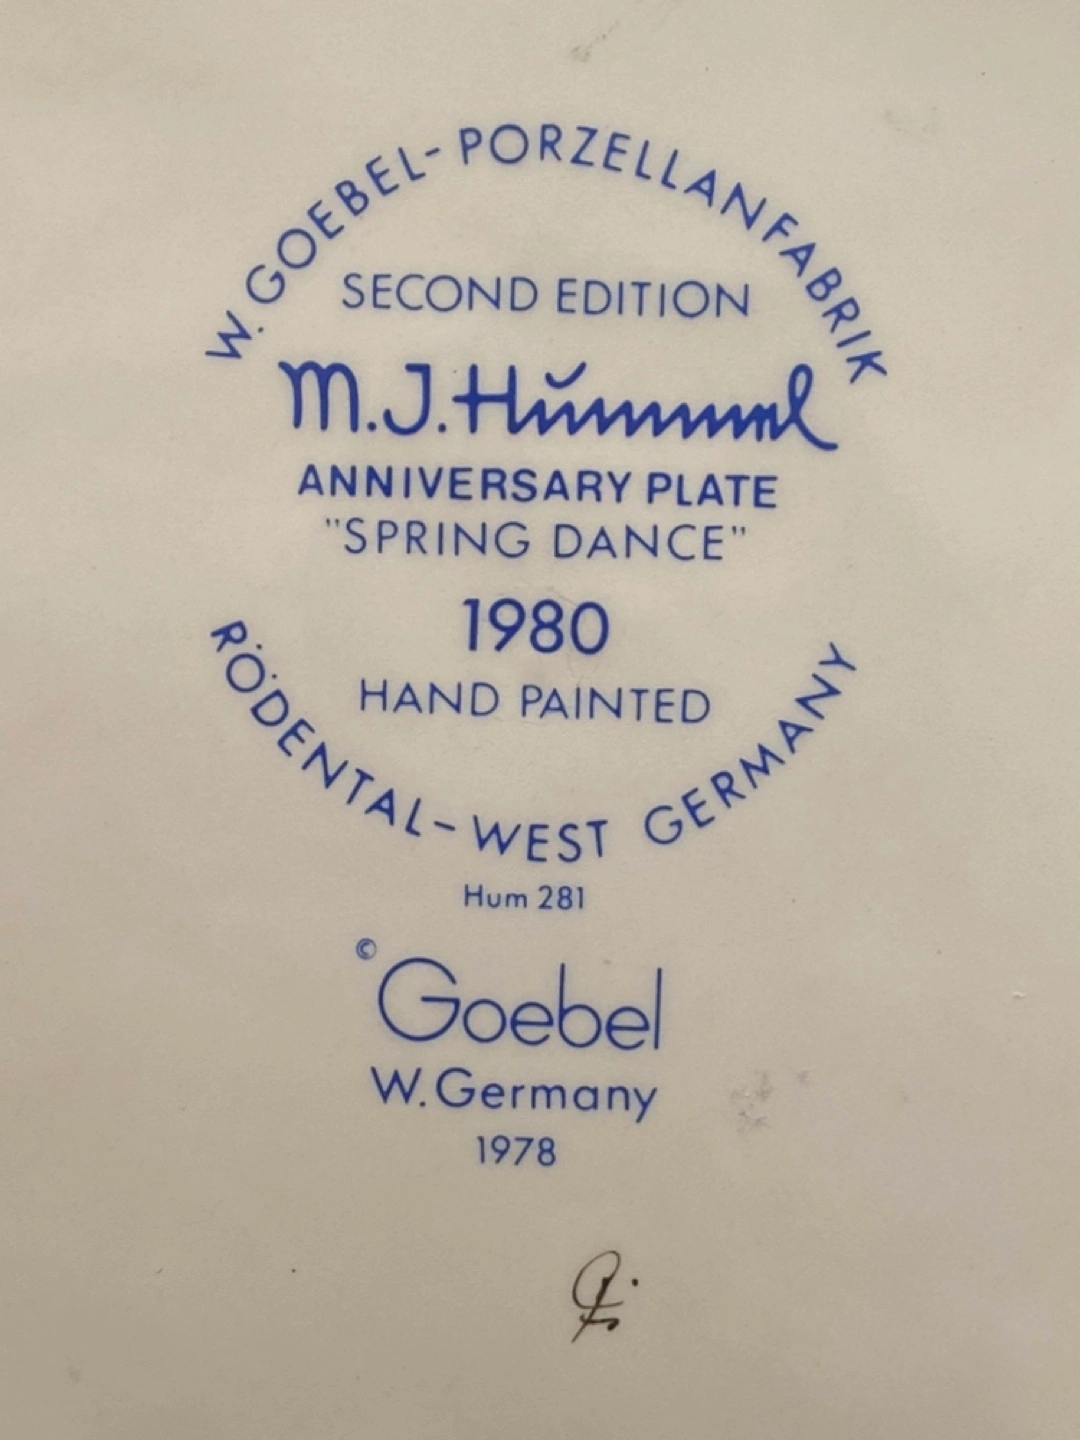 W. GOEBEL-PORZELLANFABRIK
SECOND EDITION
M.J.Hummel
ANNIVERSARY PLATE
"SPRING DANCE"
1980
HAND PAINTED
RÖDENTAL-WEST GERMANY
Hum 281
© Goebel
W. Germany
1978